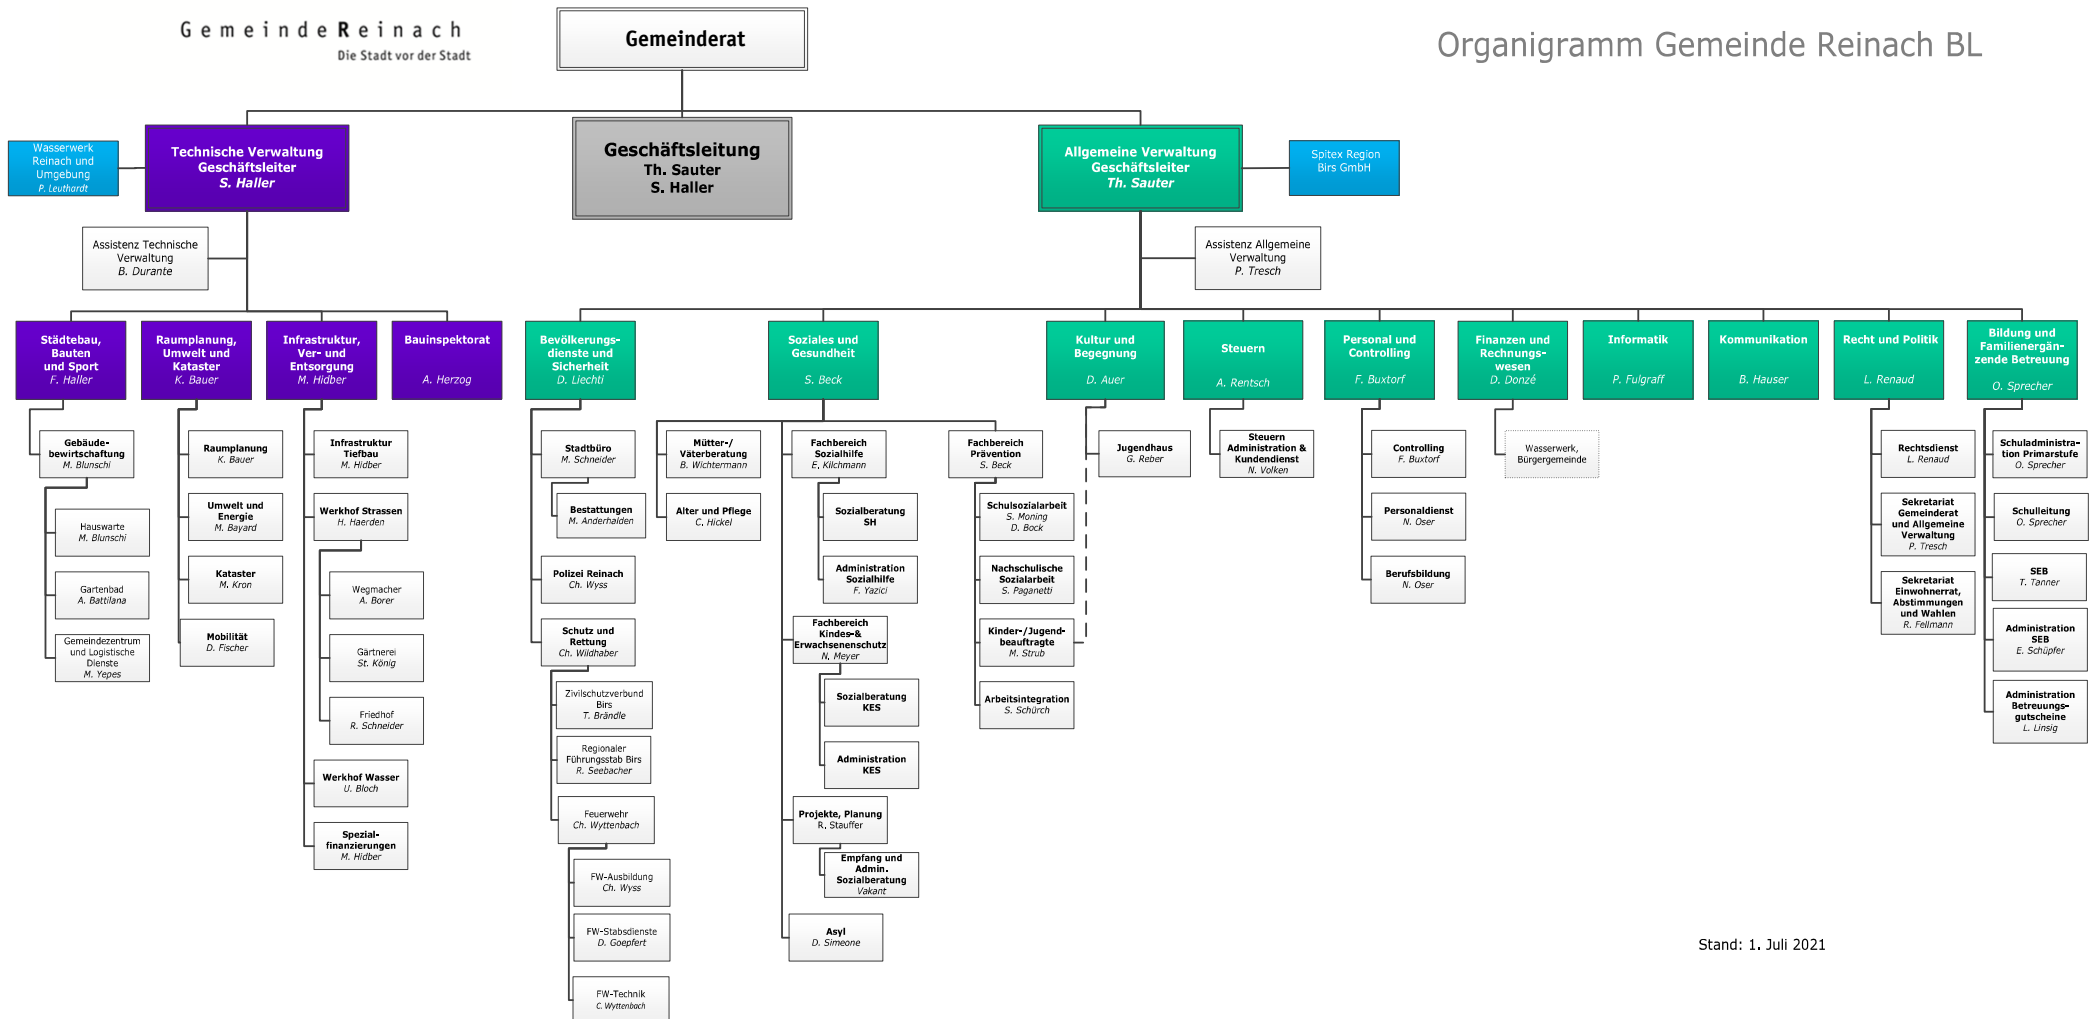 GemeindeReinach
Die Stadt vor der Stadt
Gemeinderat
Organigramm Gemeinde Reinach BL
Wasserwerk
Reinach und
Umgebung
P. Leuthardt
Technische Verwaltung
Geschäftsleiter
S. Haller
Geschäftsleitung
Th. Sauter
S. Haller
Allgemeine Verwaltung
Geschäftsleiter
Th. Sauter
Spitex Region
Birs GmbH
Assistenz Technische
Verwaltung
B. Durante
Assistenz Allgemeine
Verwaltung
P. Tresch
Städtebau,
Bauten
und Sport
F. Haller
Raumplanung,
Umwelt und
Kataster
K. Bauer
Infrastruktur,
Ver- und
Entsorgung
M. Hidber
Bauinspektorat
A. Herzog
Bevölkerungs-
dienste und
Sicherheit
D. Liechti
Soziales und
Gesundheit
S. Beck
Kultur und
Begegnung
D. Auer
Steuern
A. Rentsch
Personal und
Controlling
F. Buxtorf
Finanzen und
Rechnungs-
wesen
D. Donzé
Informatik
P. Fulgraff
Kommunikation
B. Hauser
Recht und Politik
L. Renaud
Bildung und
Familienergän-
zende Betreuung
O. Sprecher
Gebäude-
bewirtschaftung
M. Blunschi
Hauswarte
M. Blunschi
Gartenbad
A. Battilana
Gemeindezentrum
und Logistische
Dienste
M. Yepes
Raumplanung
K. Bauer
Umwelt und
Energie
M. Bayard
Kataster
M. Kron
Mobilität
D. Fischer
Infrastruktur
Tiefbau
M. Hidber
Werkhof Strassen
H. Haerden
Wegmacher
A. Borer
Gärtnerei
St. König
Friedhof
R. Schneider
Werkhof Wasser
U. Bloch
Spezial-
finanzierungen
M. Hidber
Stadtbüro
M. Schneider
Bestattungen
M. Anderhalden
Polizei Reinach
Ch. Wyss
Schutz und
Rettung
Ch. Wildhaber
Zivilschutzverbund
Birs
T. Brändle
Regionaler
Führungsstab Birs
R. Seebacher
Feuerwehr
Ch. Wyttenbach
FW-Ausbildung
Ch. Wyss
FW-Stabsdienste
D. Goepfert
FW-Technik
C. Wyttenbach
Mütter-/
Väterberatung
B. Wichtermann
Alter und Pflege
C. Hickel
Fachbereich
Sozialhilfe
E. Kilchmann
Sozialberatung
SH
Administration
Sozialhilfe
F. Yazici
Fachbereich
Kindes-&
Erwachsenenschutz
N. Meyer
Sozialberatung
KES
Administration
KES
Projekte, Planung
R. Stauffer
Empfang und
Admin.
Sozialberatung
Vakant
Asyl
D. Simeone
Fachbereich
Prävention
S. Beck
Schulsozialarbeit
S. Moning
D. Bock
Nachschulische
Sozialarbeit
S. Paganetti
Kinder-/Jugend-
beauftragte
M. Strub
Arbeitsintegration
S. Schürch
Jugendhaus
G. Reber
Steuern
Administration &
Kundendienst
N. Volken
Controlling
F. Buxtorf
Personaldienst
N. Oser
Berufsbildung
N. Oser
Wasserwerk,
Bürgergemeinde
Rechtsdienst
L. Renaud
Sekretariat
Gemeinderat
und Allgemeine
Verwaltung
P. Tresch
Sekretariat
Einwohnerrat,
Abstimmungen
und Wahlen
R. Fellmann
Schuladministra-
tion Primarstufe
O. Sprecher
Schulleitung
O. Sprecher
SEB
T. Tanner
Administration
SEB
E. Schüpfer
Administration
Betreuungs-
gutscheine
L. Linsig
Stand: 1. Juli 2021